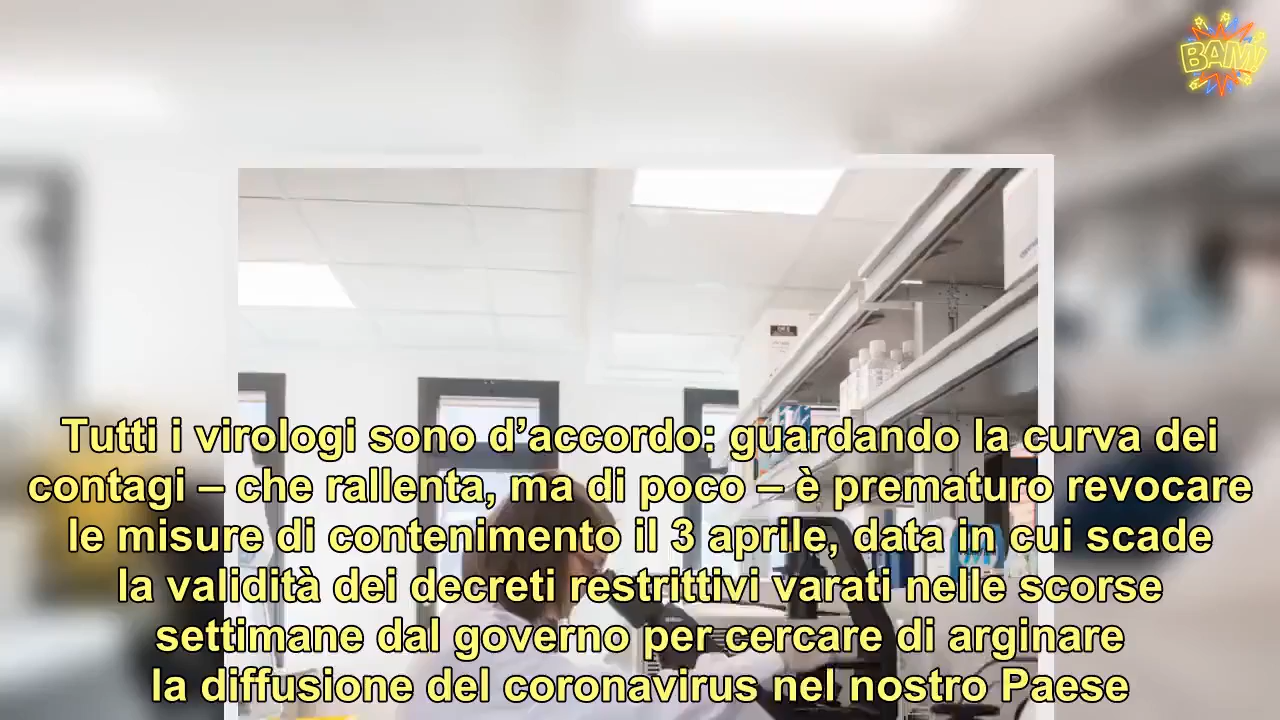 BAM!
Tutti i virologi sono d’accordo: guardando la curva dei
contagi – che rallenta, ma di poco – è prematuro revocare
le misure di contenimento il 3 aprile, data in cui scade
la validità dei decreti restrittivi varati nelle scorse
settimane dal governo per cercare di arginare
la diffusione del coronavirus nel nostro Paese